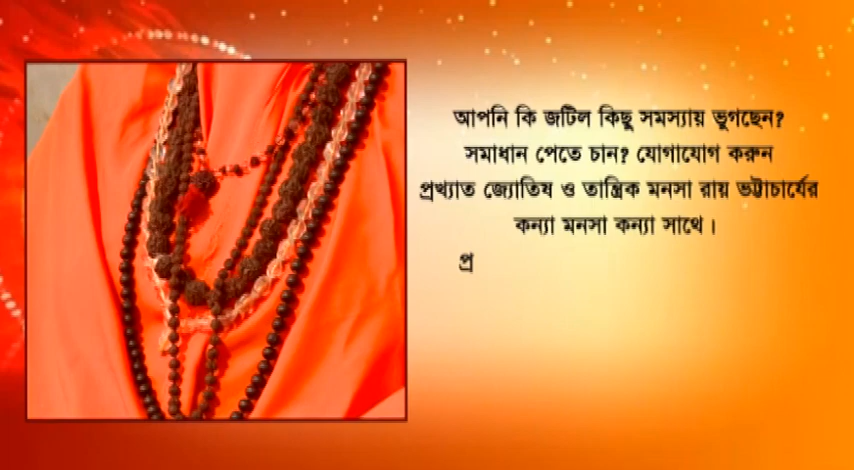 আপনি কি জটিল কিছু সমস্যায় ভুগছেন?
সমাধান পেতে চান? যোগাযোগ করুন
প্রখ্যাত জ্যোতিষ ও তান্ত্রিক মনসা রায় ভট্টাচার্যের
কন্যা মনসা কন্যা সাথে।
প্র